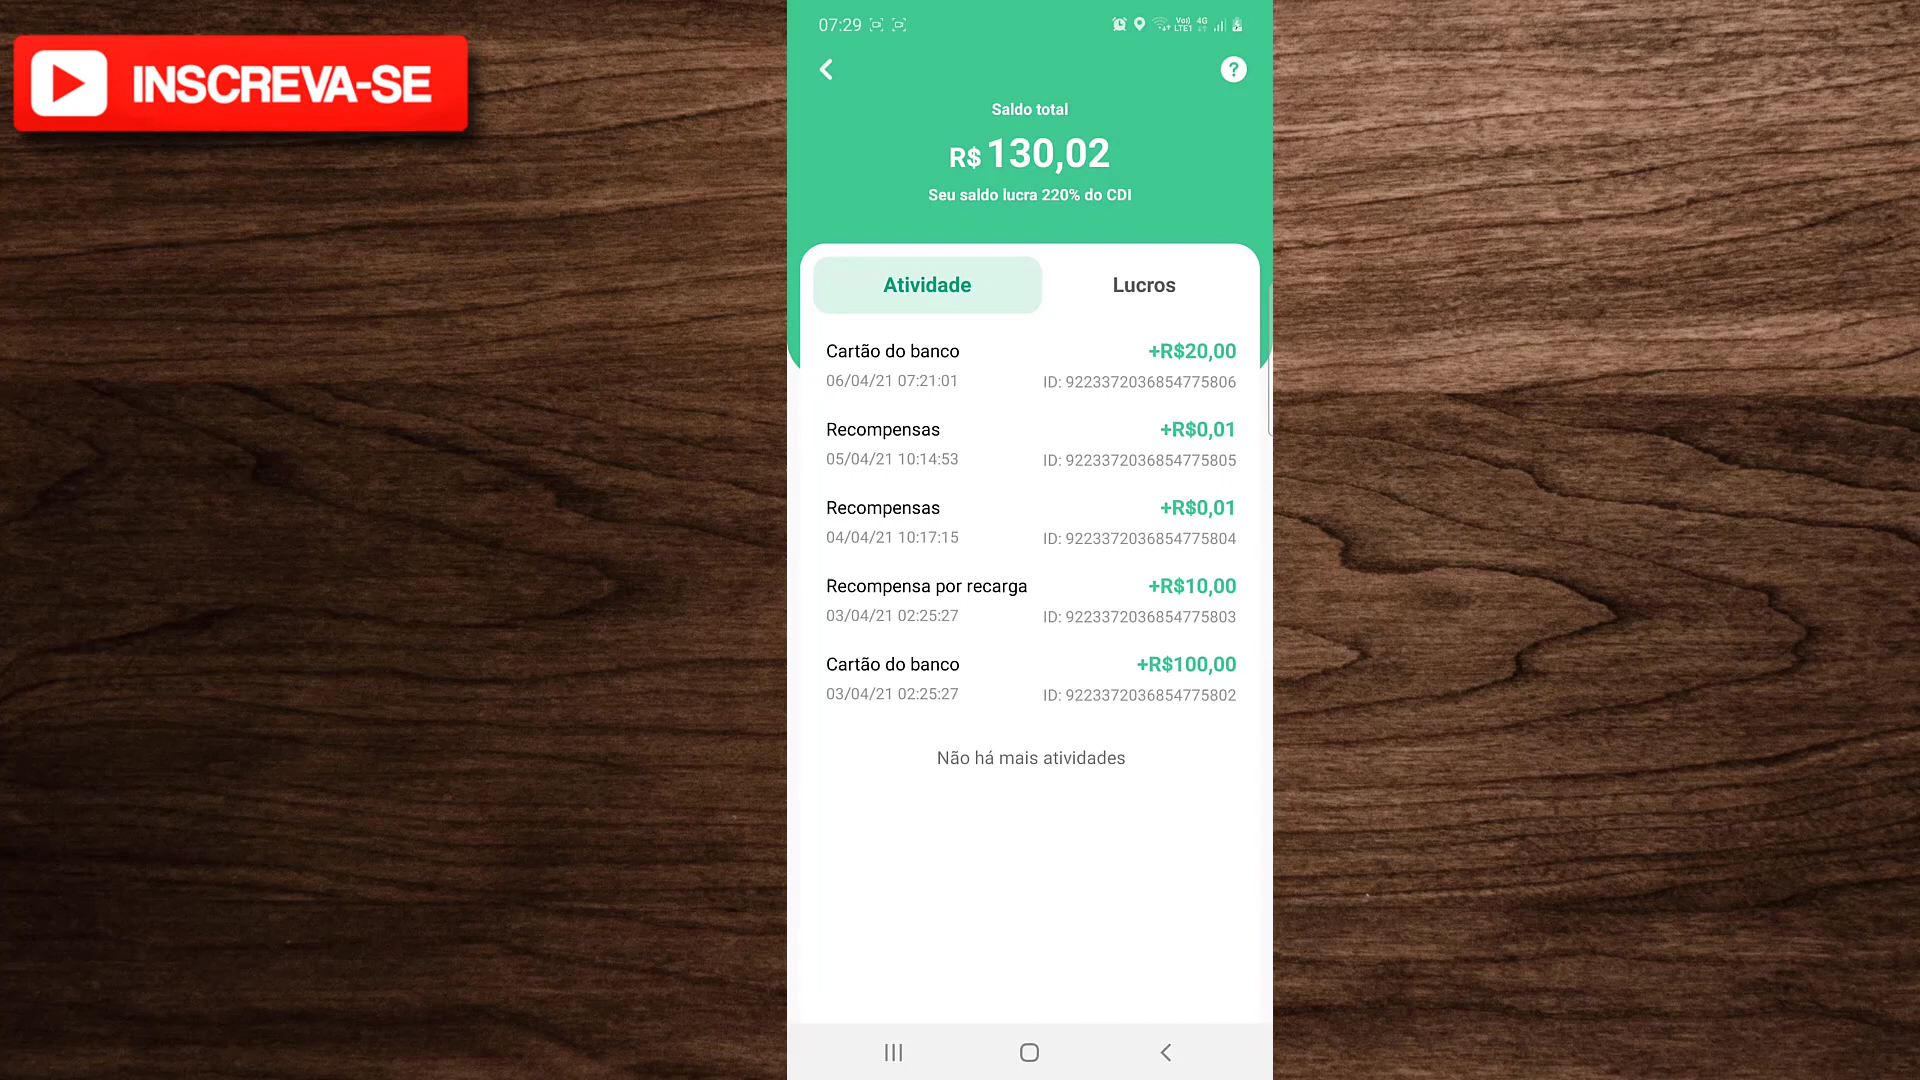 INSCREVA-SE
07:29
Vo)) 4G
LTE1
?
Saldo total
R$ 130,02
Seu saldo lucra 220% do CDI
Atividade Lucros
Cartão do banco +R$20,00
06/04/21 07:21:01 ID: 9223372036854775806
Recompensas +R$0,01
05/04/21 10:14:53 ID: 9223372036854775805
Recompensas +R$0,01
04/04/21 10:17:15 ID: 9223372036854775804
Recompensa por recarga +R$10,00
03/04/21 02:25:27 ID: 9223372036854775803
Cartão do banco +R$100,00
03/04/21 02:25:27 ID: 9223372036854775802
Não há mais atividades